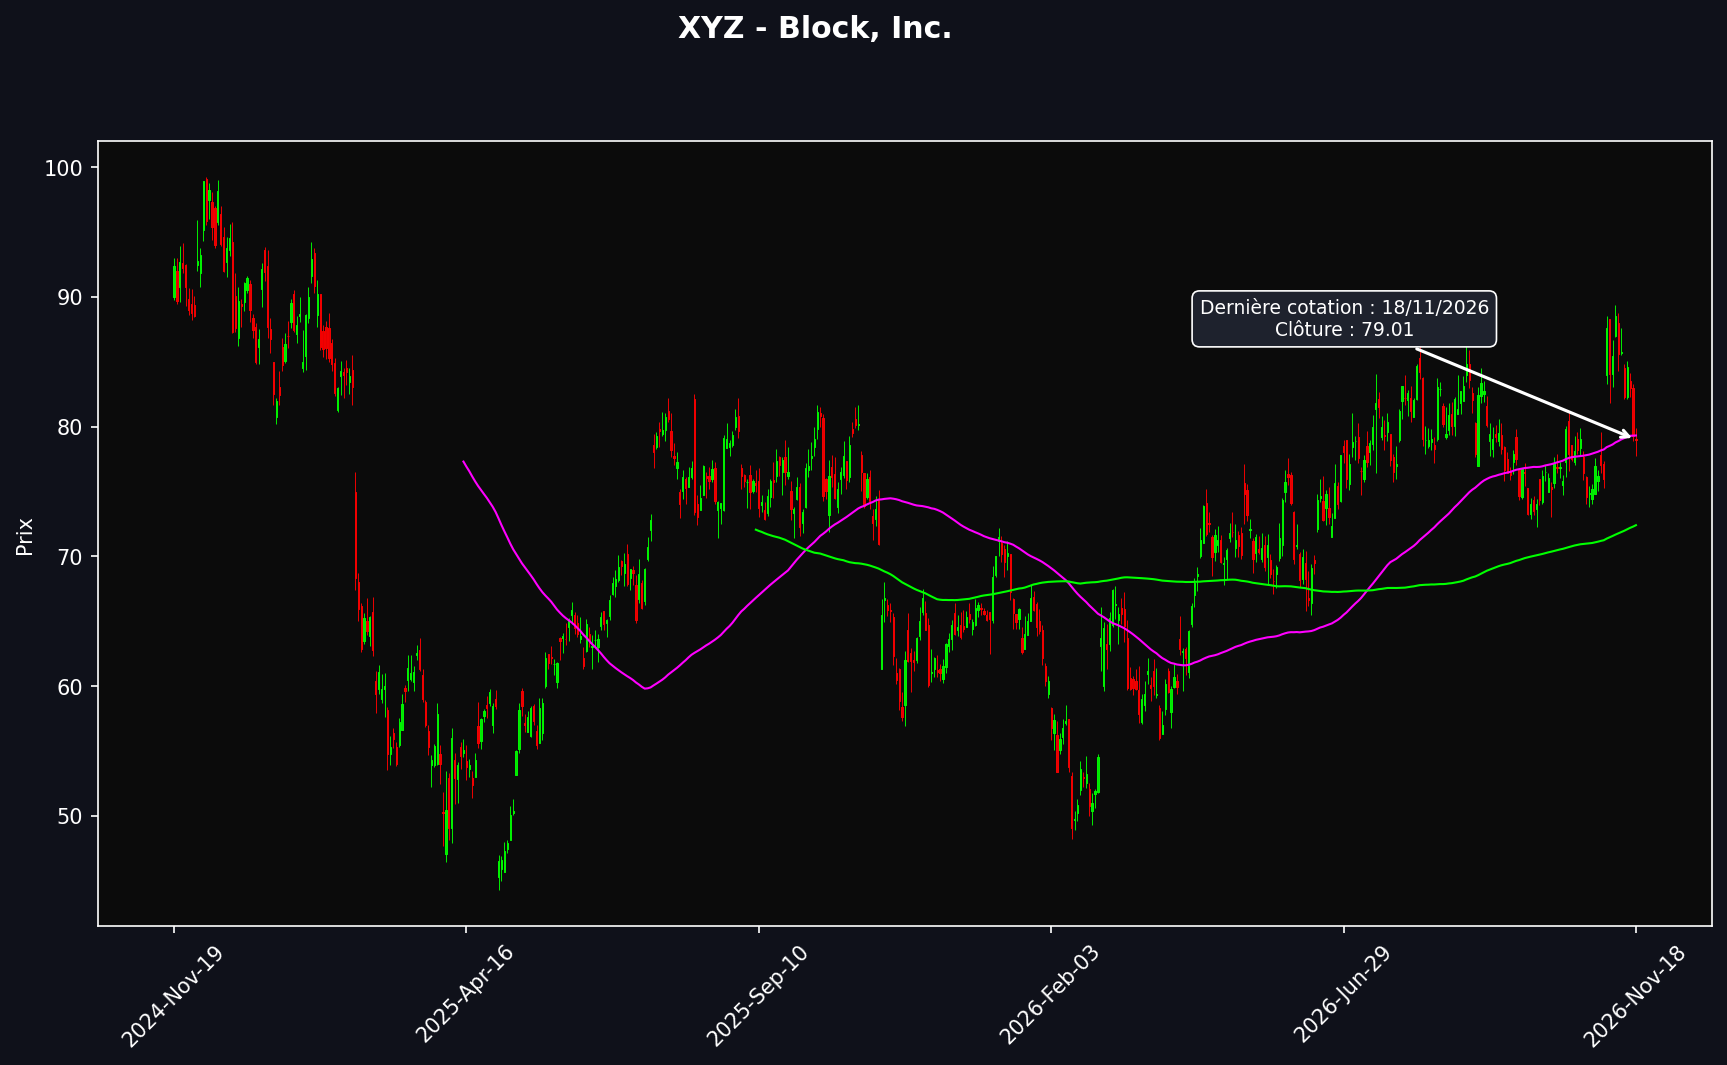 XYZ - Block, Inc.
Prix
100
90
80
70
60
50
Dernière cotation : 18/11/2026
Clôture : 79.01
2024-Nov-19
2025-Apr-16
2025-Sep-10
2026-Feb-03
2026-Jun-29
2026-Nov-18